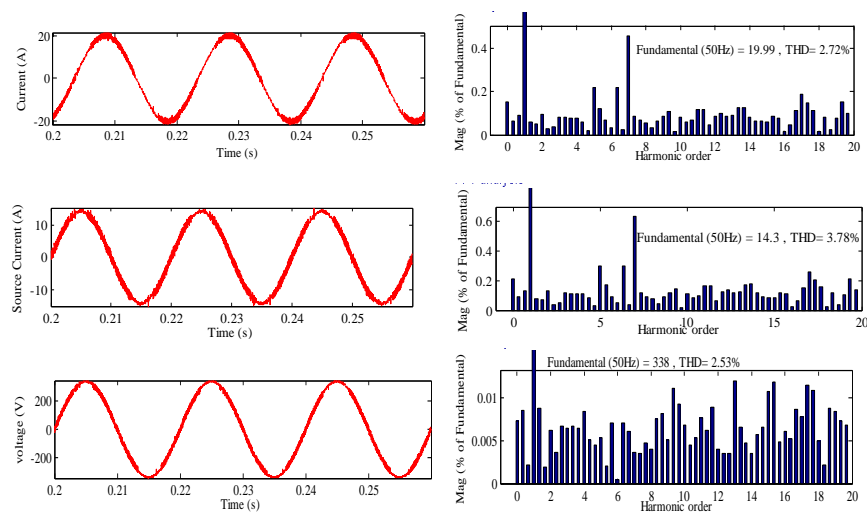 20
0
-20
Current (A)
0.2 0.21 0.22 0.23 0.24 0.25
Time (s)
0.4
0.2
0
Mag (% of Fundamental)
Fundamental (50Hz) = 19.99 , THD= 2.72%
0 2 4 6 8 10 12 14 16 18 20
Harmonic order
10
0
-10
Source Current (A)
0.2 0.21 0.22 0.23 0.24 0.25
Time (s)
0.6
0.4
0.2
0
Mag (% of Fundamental)
Fundamental (50Hz) = 14.3 , THD= 3.78%
0 5 10 15 20
Harmonic order
200
0
-200
voltage (V)
0.2 0.21 0.22 0.23 0.24 0.25
Time (s)
0.01
0.005
0
Mag (% of Fundamental)
Fundamental (50Hz) = 338 , THD= 2.53%
0 2 4 6 8 10 12 14 16 18 20
Harmonic order